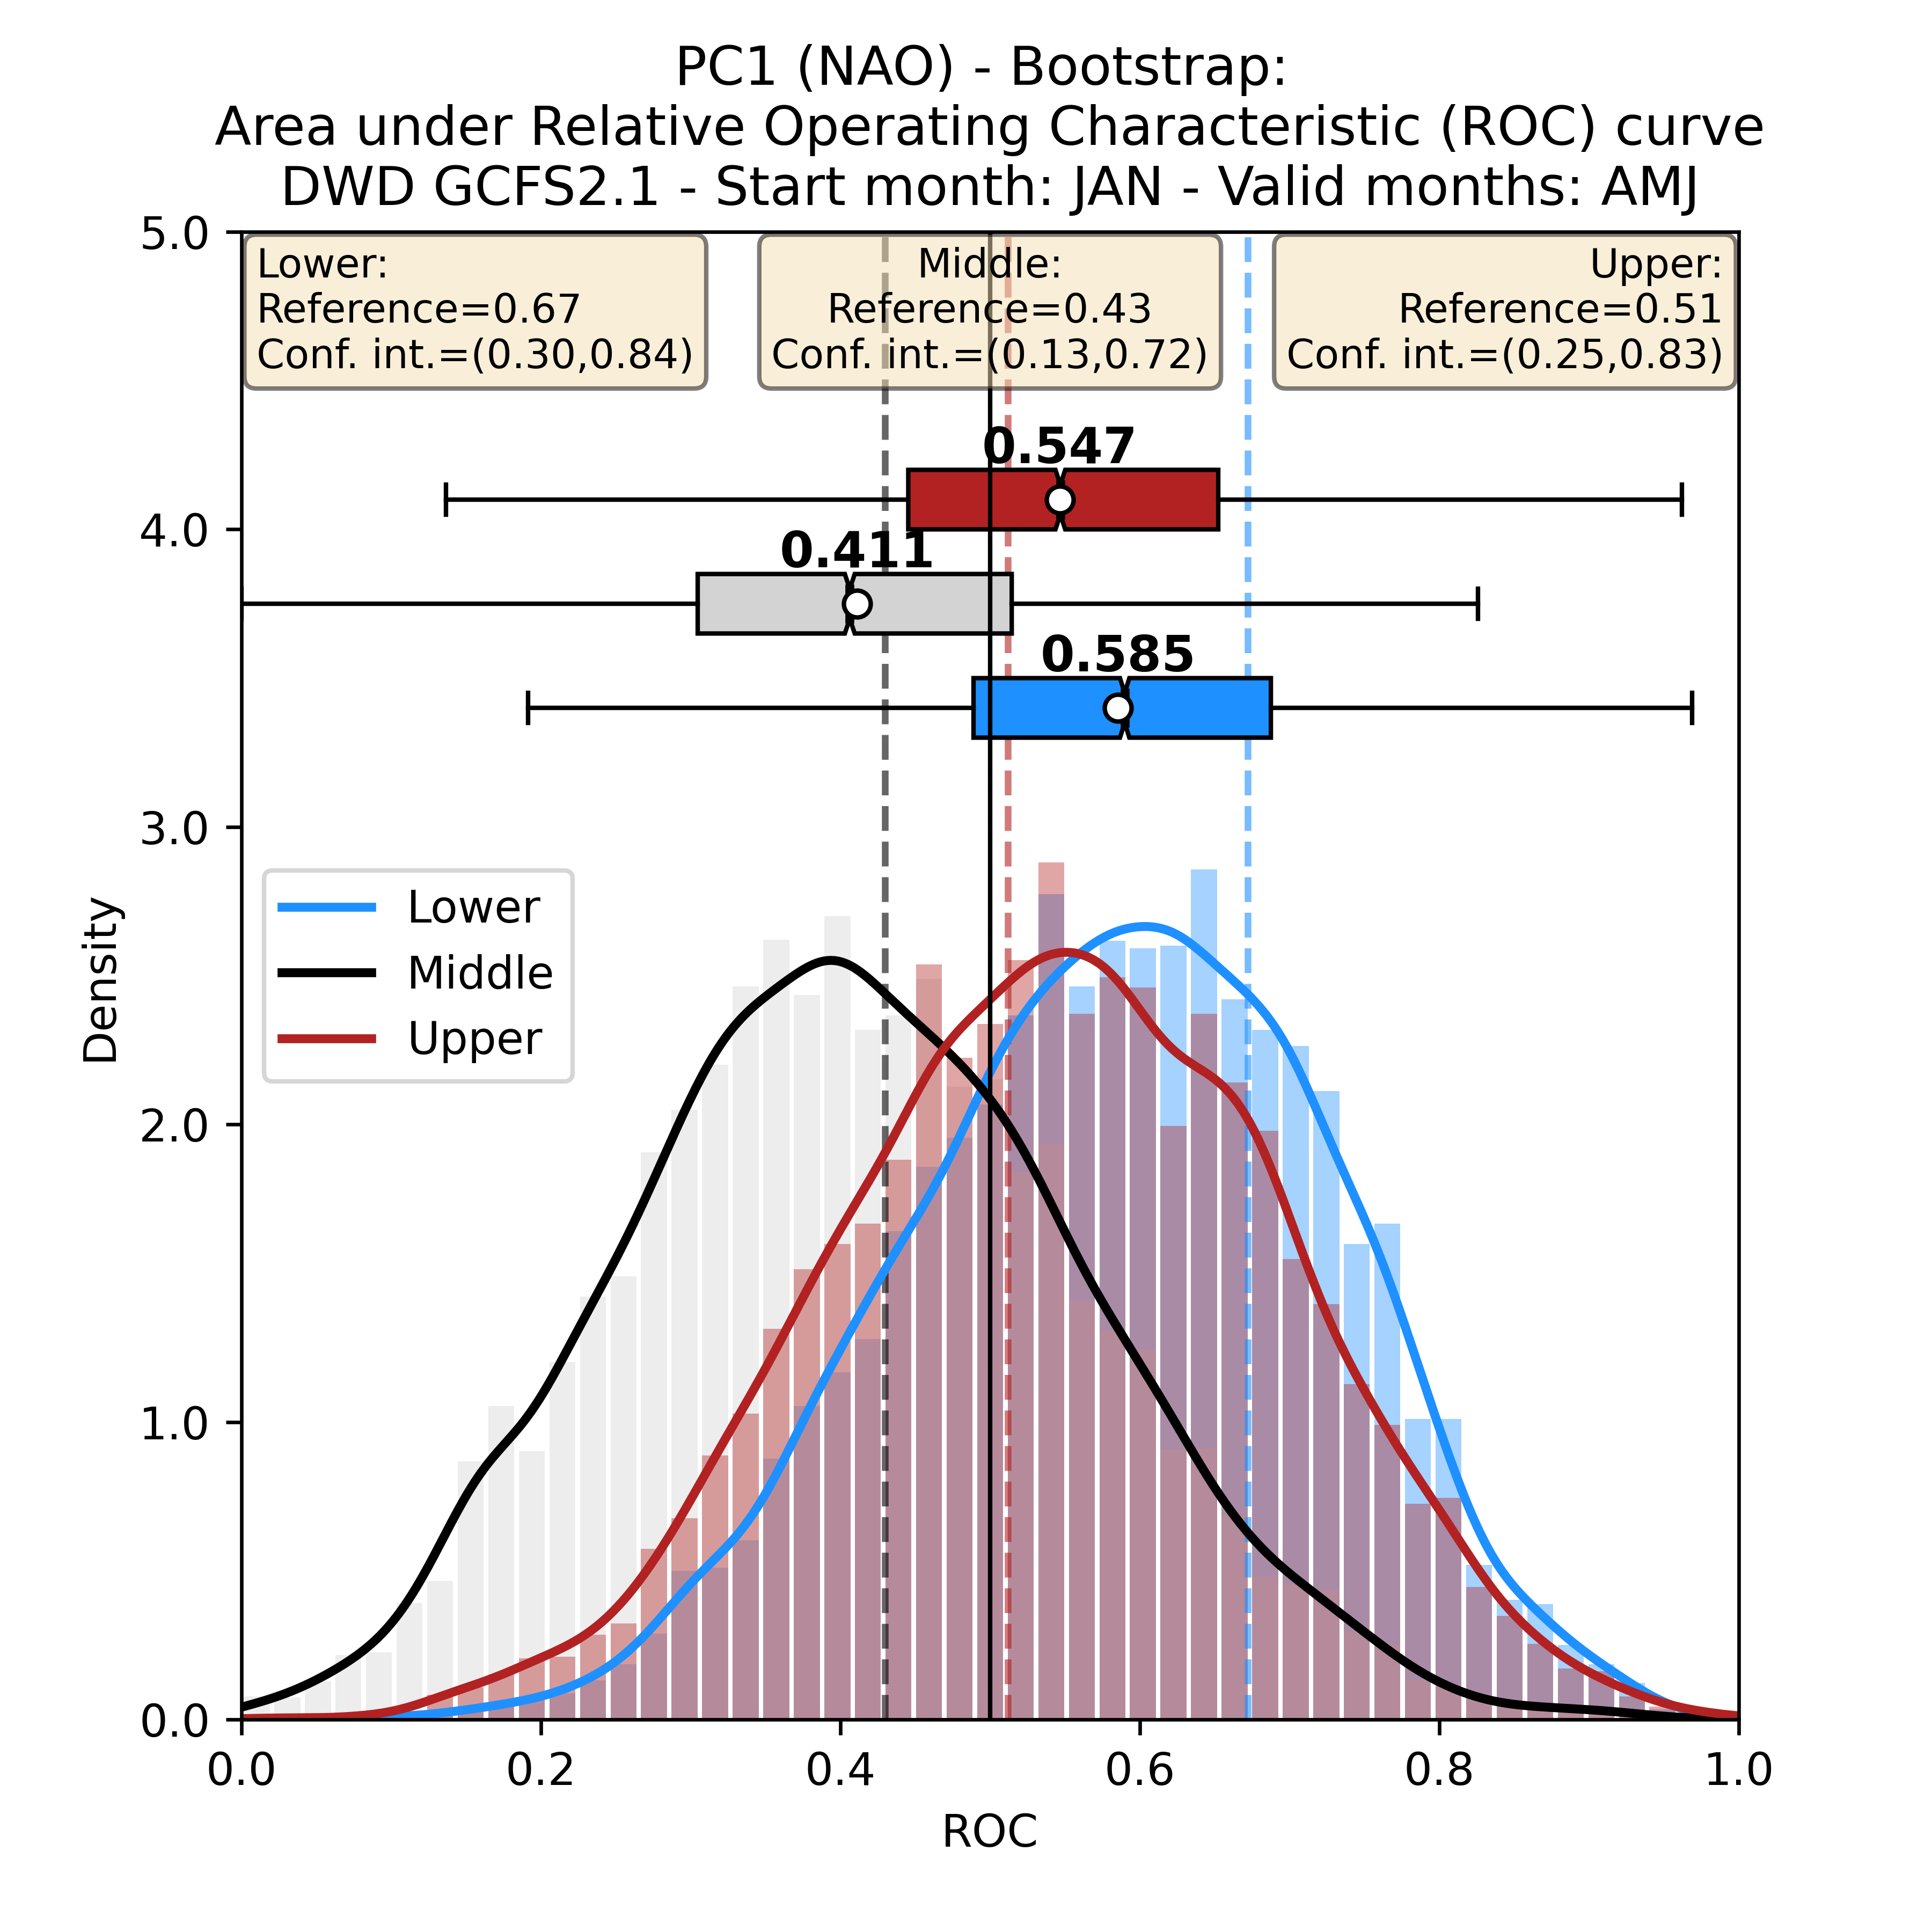 PC1 (NAO) - Bootstrap:
Area under Relative Operating Characteristic (ROC) curve
DWD GCFS2.1 - Start month: JAN - Valid months: AMJ
Lower:
Reference=0.67
Conf. int.=(0.30,0.84)
Middle:
Reference=0.43
Conf. int.=(0.13,0.72)
Upper:
Reference=0.51
Conf. int.=(0.25,0.83)
0.547
0.411
0.585
Lower
Middle
Upper
Density
5.0
4.0
3.0
2.0
1.0
0.0
0.0
0.2
0.4
0.6
0.8
1.0
ROC